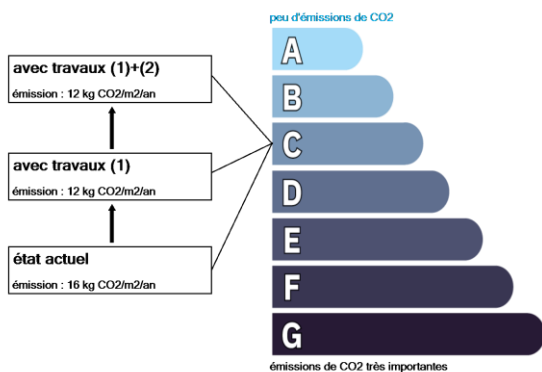 peu d'émissions de CO2
avec travaux (1)+(2)
émission : 12 kg CO2/m2/an
avec travaux (1)
émission : 12 kg CO2/m2/an
état actuel
émission : 16 kg CO2/m2/an
A
B
C
D
E
F
G
émissions de CO2 très importantes